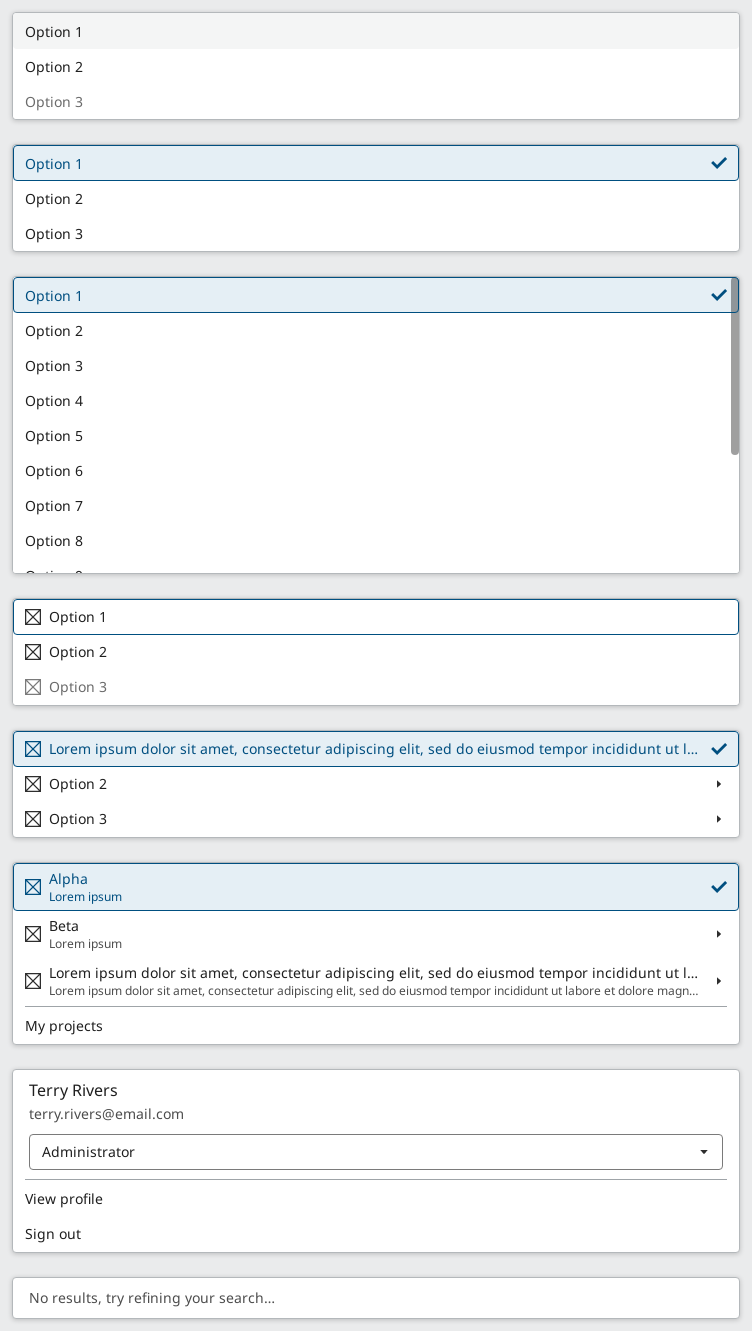 Option 1
Option 2
Option 3
Option 1
Option 2
Option 3
Option 1
Option 2
Option 3
Option 4
Option 5
Option 6
Option 7
Option 8
Option 1
Option 2
Option 3
Lorem ipsum dolor sit amet, consectetur adipiscing elit, sed do eiusmod tempor incididunt ut l...
Option 2
Option 3
Alpha
Lorem ipsum
Beta
Lorem ipsum
Lorem ipsum dolor sit amet, consectetur adipiscing elit, sed do eiusmod tempor incididunt ut l...
Lorem ipsum dolor sit amet, consectetur adipiscing elit, sed do eiusmod tempor incididunt ut labore et dolore magn...
My projects
Terry Rivers
terry.rivers@email.com
Administrator
View profile
Sign out
No results, try refining your search...